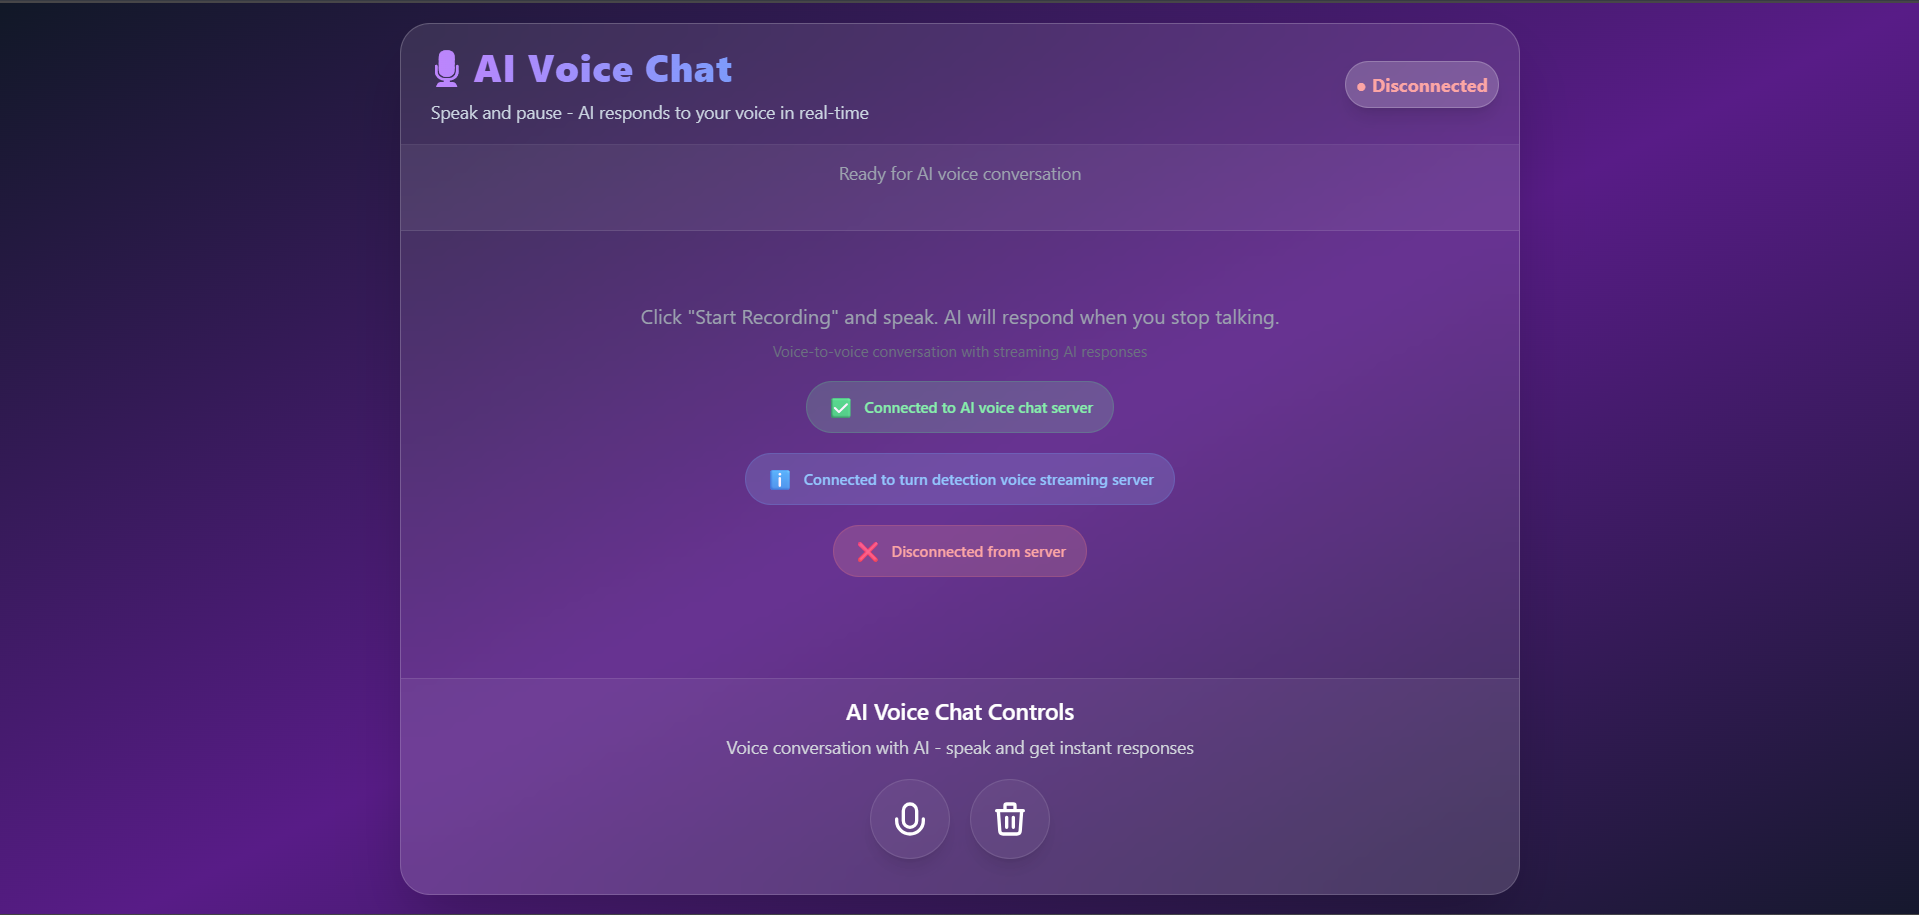 AI Voice Chat
Speak and pause - AI responds to your voice in real-time
● Disconnected
Ready for AI voice conversation
Click "Start Recording" and speak. AI will respond when you stop talking.
Voice-to-voice conversation with streaming AI responses
Connected to AI voice chat server
Connected to turn detection voice streaming server
Disconnected from server
AI Voice Chat Controls
Voice conversation with AI - speak and get instant responses